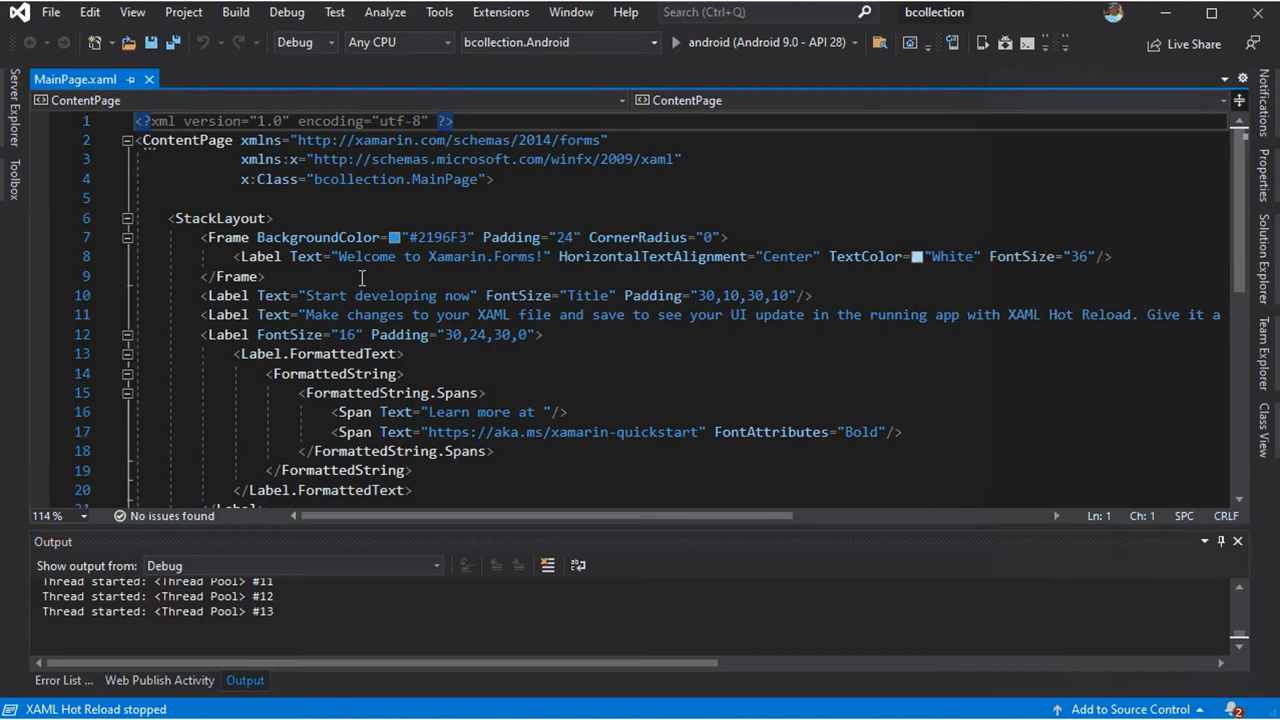 File Edit View Project Build Debug Test Analyze Tools Extensions Window Help Search (Ctrl+Q) bcollection
Debug Any CPU bcollection.Android android (Android 9.0 - API 28) Live Share
Server Explorer
Toolbox
MainPage.xaml
ContentPage ContentPage
1 <?xml version="1.0" encoding="utf-8" ?>
2 <ContentPage xmlns="http://xamarin.com/schemas/2014/forms"
3 xmlns:x="http://schemas.microsoft.com/winfx/2009/xaml"
4 x:Class="bcollection.MainPage">
5
6 <StackLayout>
7 <Frame BackgroundColor="#2196F3" Padding="24" CornerRadius="0">
8 <Label Text="Welcome to Xamarin.Forms!" HorizontalTextAlignment="Center" TextColor="White" FontSize="36"/>
9 </Frame>
10 <Label Text="Start developing now" FontSize="Title" Padding="30,10,30,10"/>
11 <Label Text="Make changes to your XAML file and save to see your UI update in the running app with XAML Hot Reload. Give it a
12 <Label FontSize="16" Padding="30,24,30,0">
13 <Label.FormattedText>
14 <FormattedString>
15 <FormattedString.Spans>
16 <Span Text="Learn more at "/>
17 <Span Text="https://aka.ms/xamarin-quickstart" FontAttributes="Bold"/>
18 </FormattedString.Spans>
19 </FormattedString>
20 </Label.FormattedText>
21 </Label>
114 % No issues found Ln: 1 Ch: 1 SPC CRLF
Notifications
Properties
Solution Explorer
Team Explorer
Class View
Output
Show output from: Debug
Thread started: <Thread Pool> #11
Thread started: <Thread Pool> #12
Thread started: <Thread Pool> #13
Error List ... Web Publish Activity Output
XAML Hot Reload stopped Add to Source Control 2